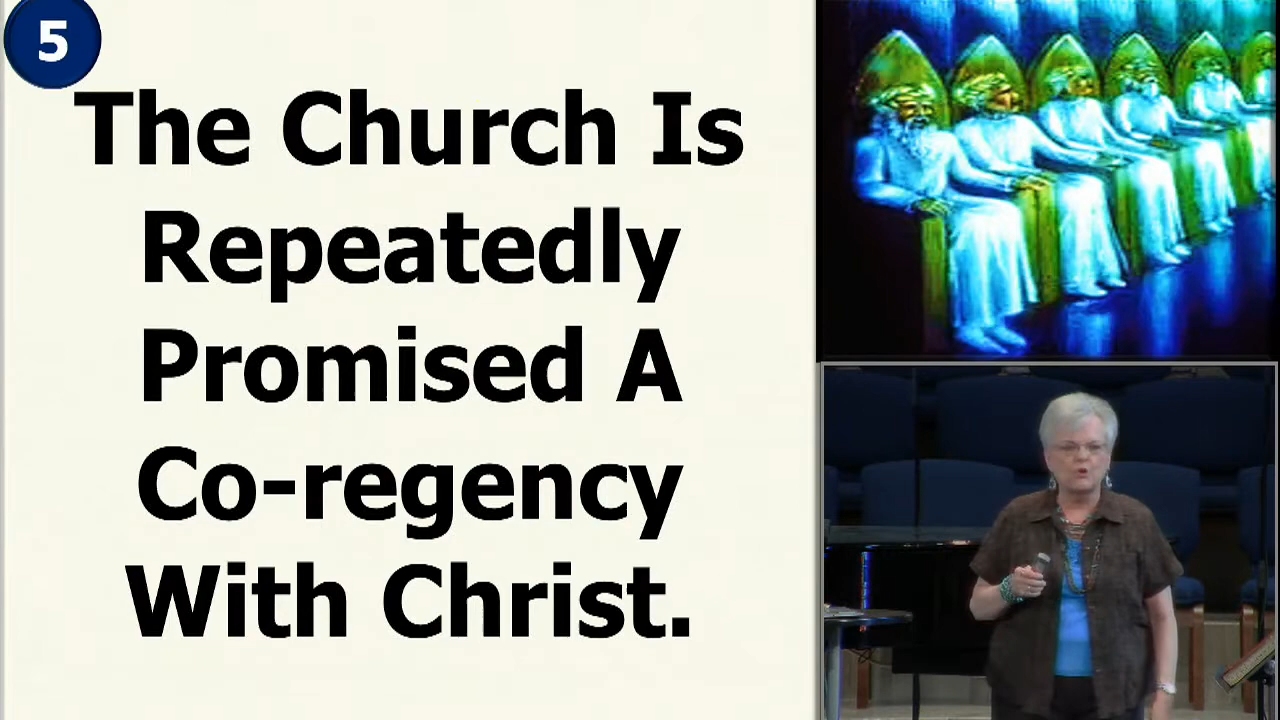 5
The Church Is
Repeatedly
Promised A
Co-regency
With Christ.